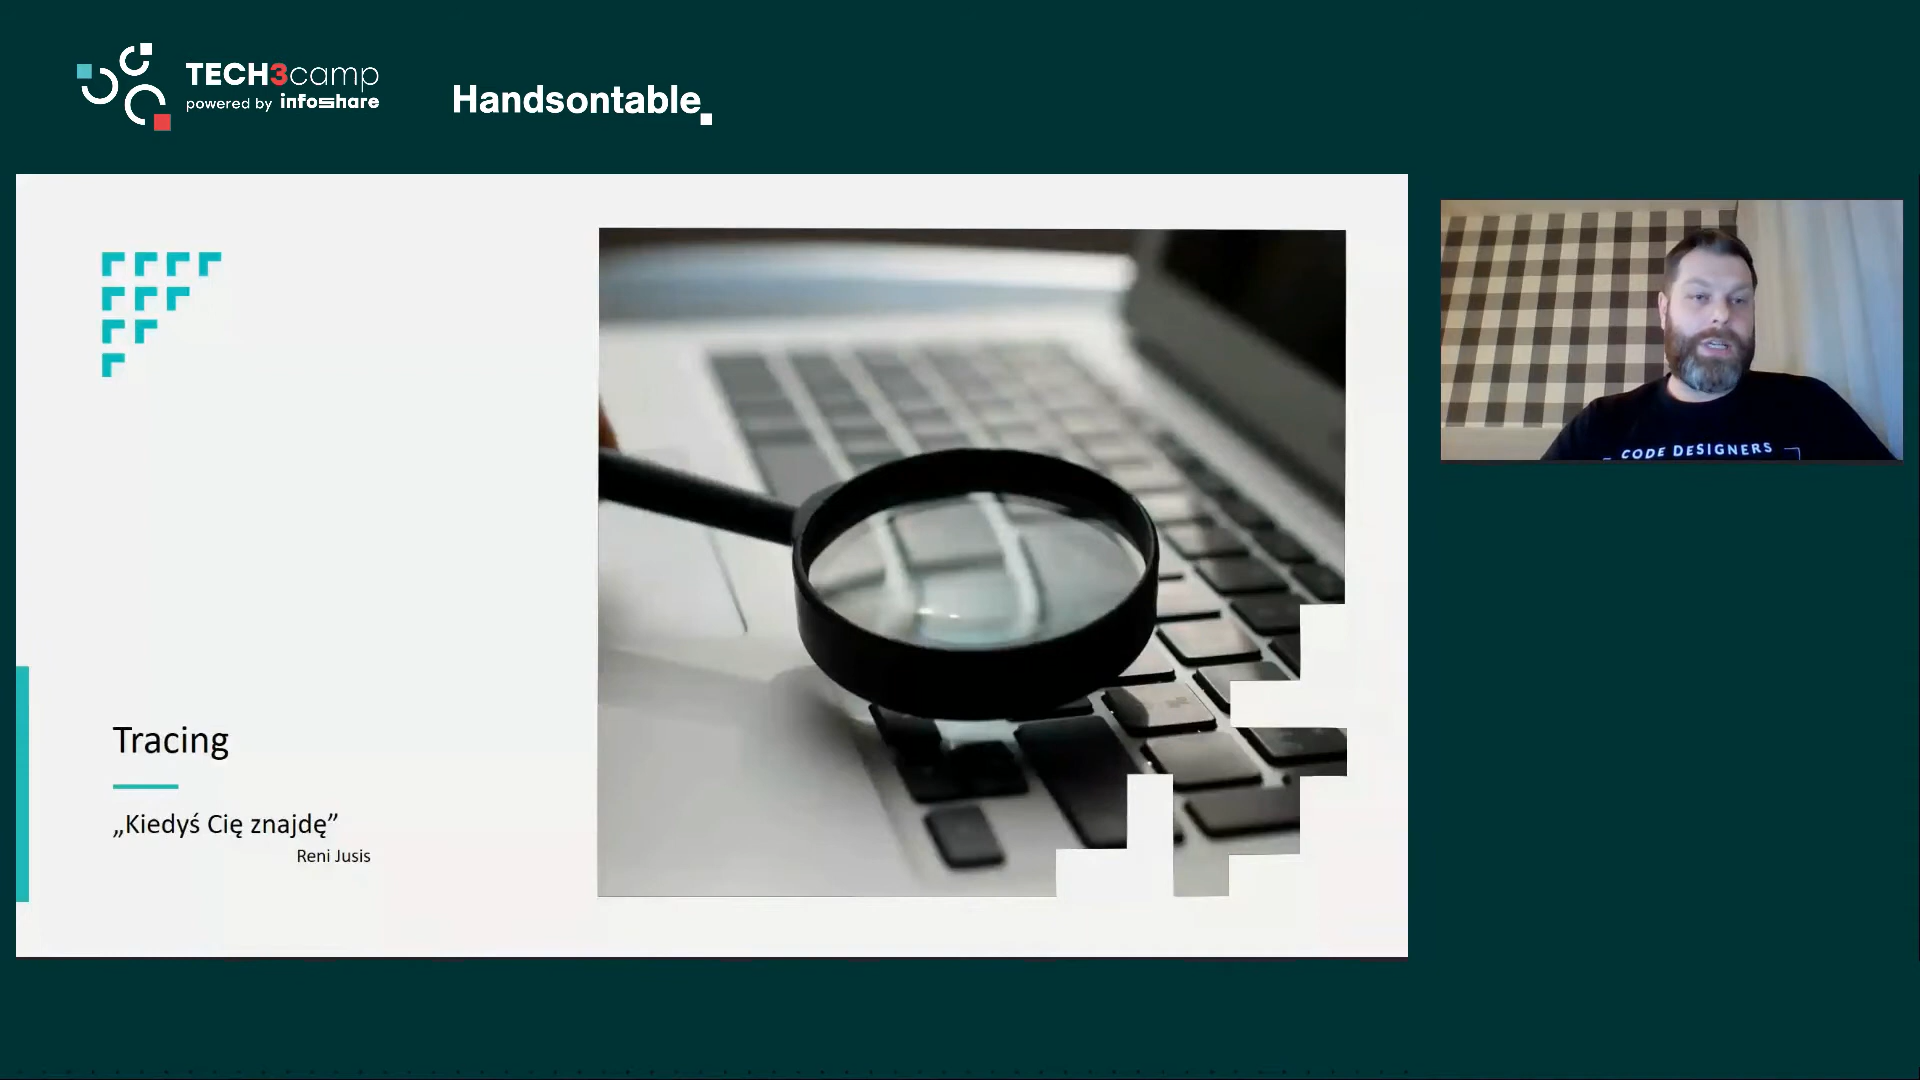 TECH3camp
powered by infoshare
Handsontable
Tracing
„Kiedyś Cię znajdę”
Reni Jusis
CODE DESIGNERS